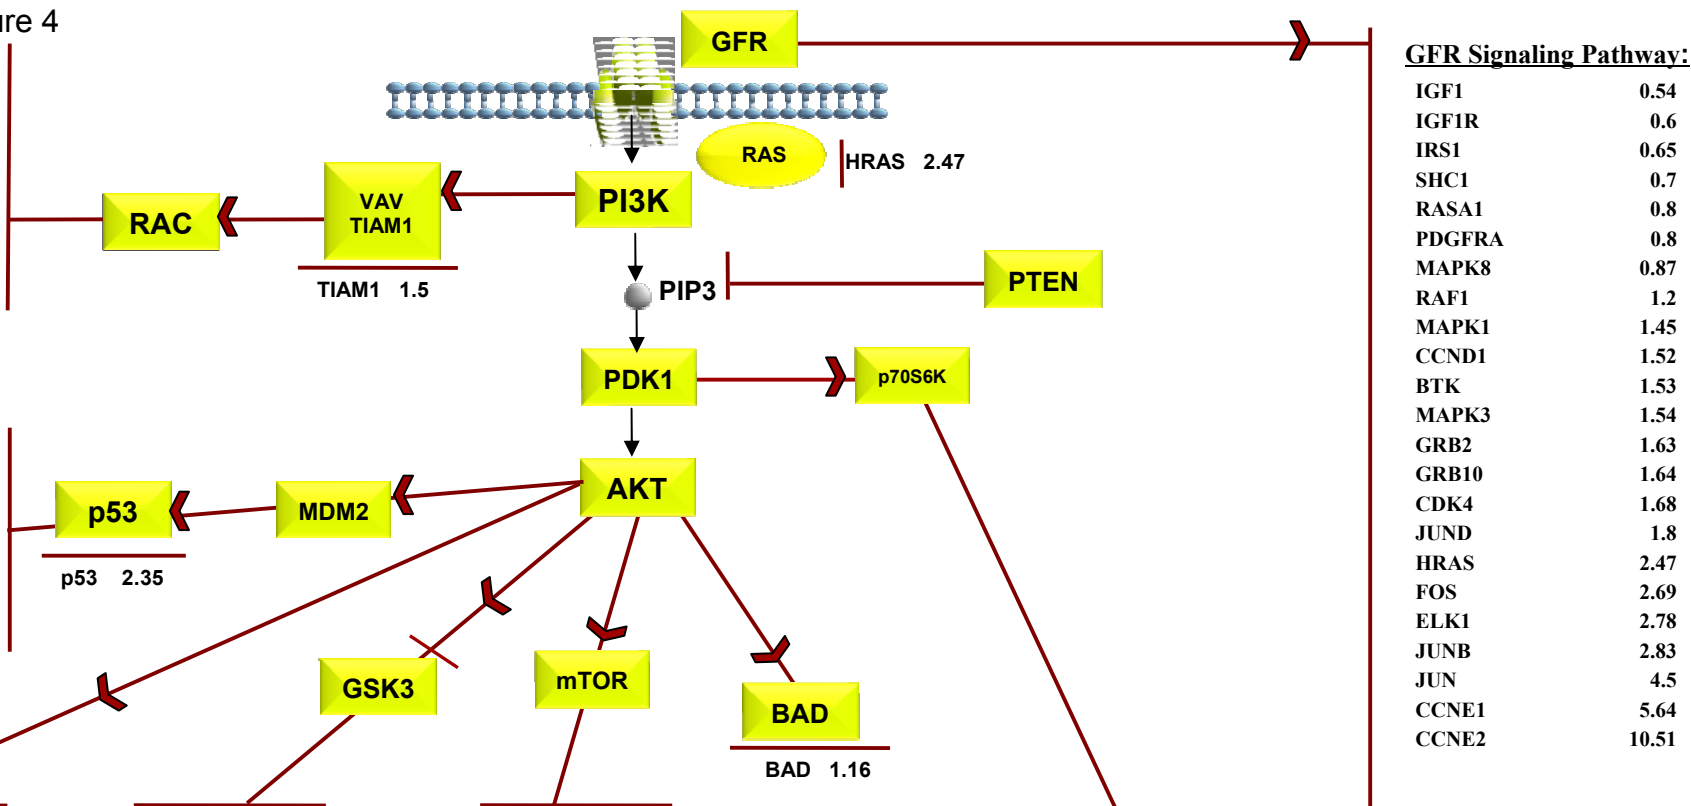 ure 4
GFR
RAS
HRAS 2.47
VAV
TIAM1
PI3K
RAC
TIAM1 1.5
PIP3
PTEN
PDK1
p70S6K
AKT
p53
MDM2
p53 2.35
GSK3
mTOR
BAD
BAD 1.16
GFR Signaling Pathway:
IGF1 0.54
IGF1R 0.6
IRS1 0.65
SHC1 0.7
RASA1 0.8
PDGFRA 0.8
MAPK8 0.87
RAF1 1.2
MAPK1 1.45
CCND1 1.52
BTK 1.53
MAPK3 1.54
GRB2 1.63
GRB10 1.64
CDK4 1.68
JUND 1.8
HRAS 2.47
FOS 2.69
ELK1 2.78
JUNB 2.83
JUN 4.5
CCNE1 5.64
CCNE2 10.51